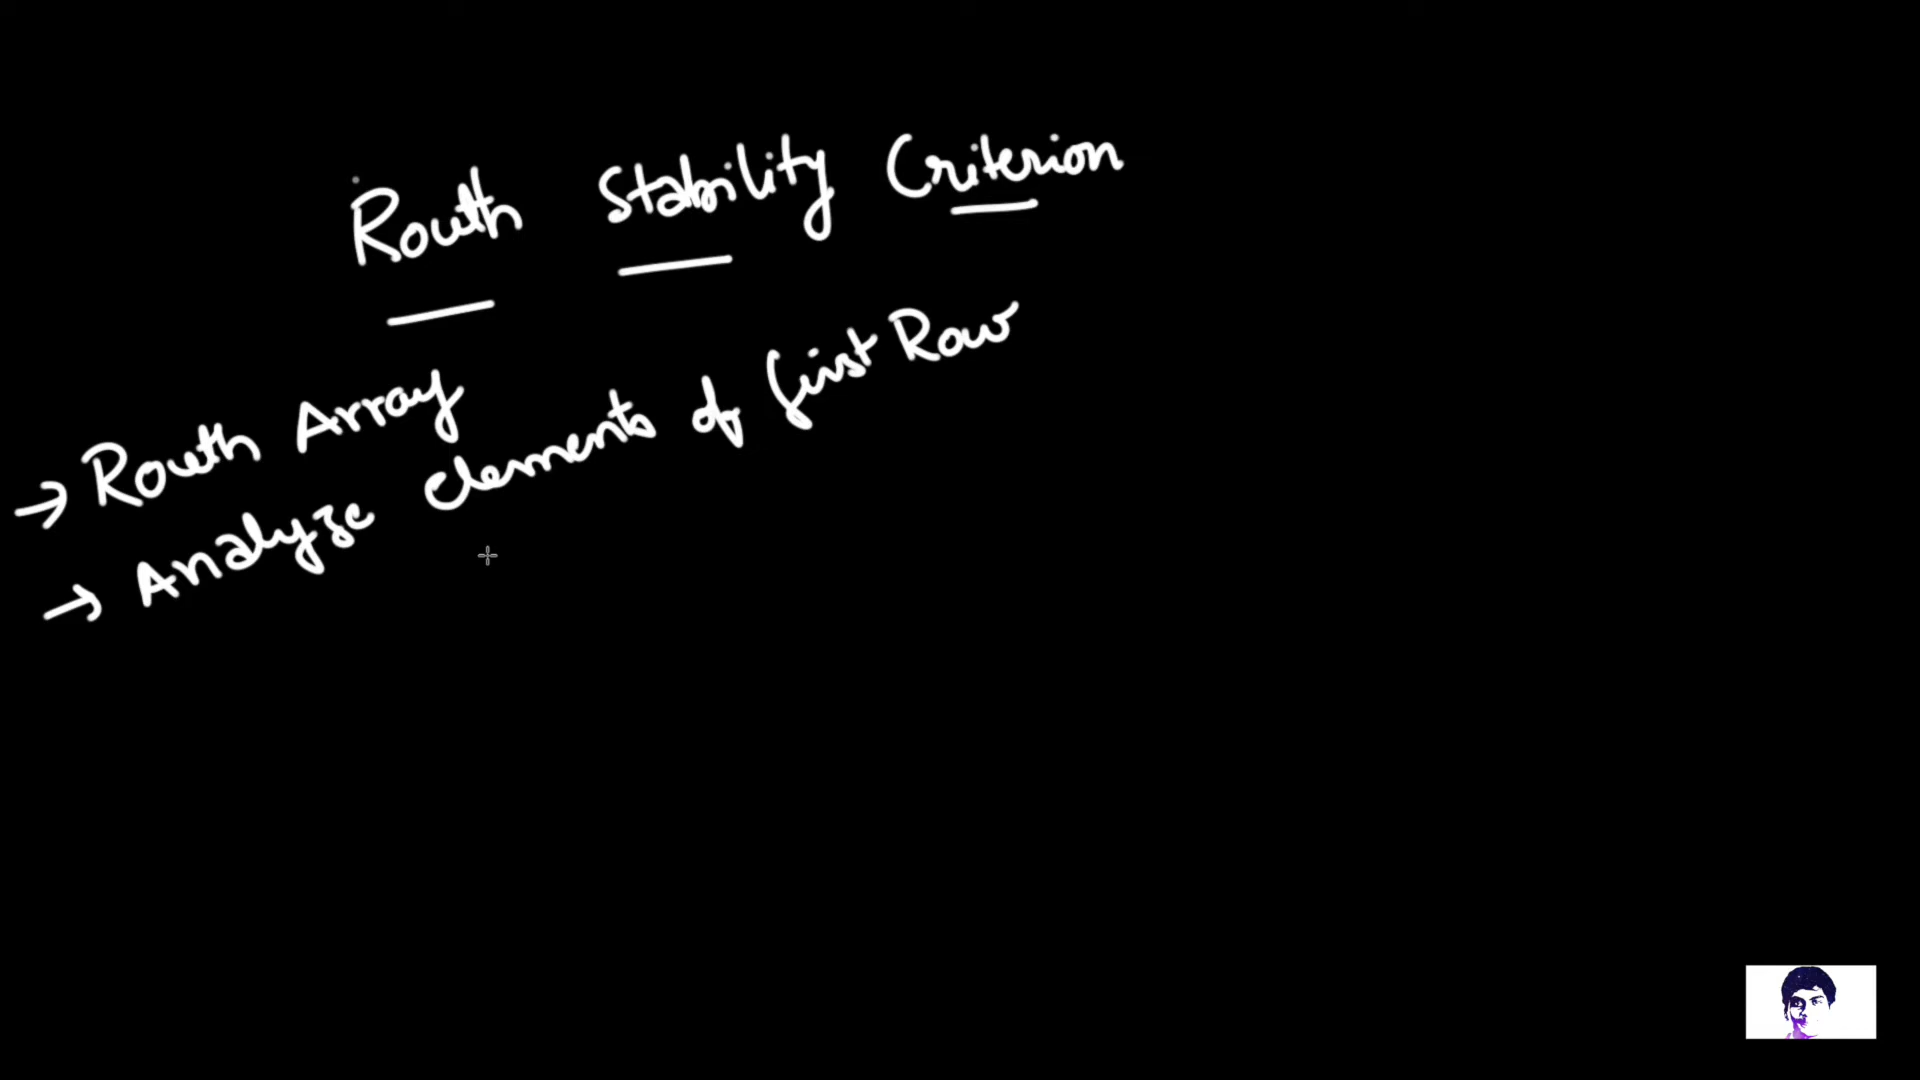 Routh Stability Criterion
→ Routh Array
→ Analyze elements of first Row